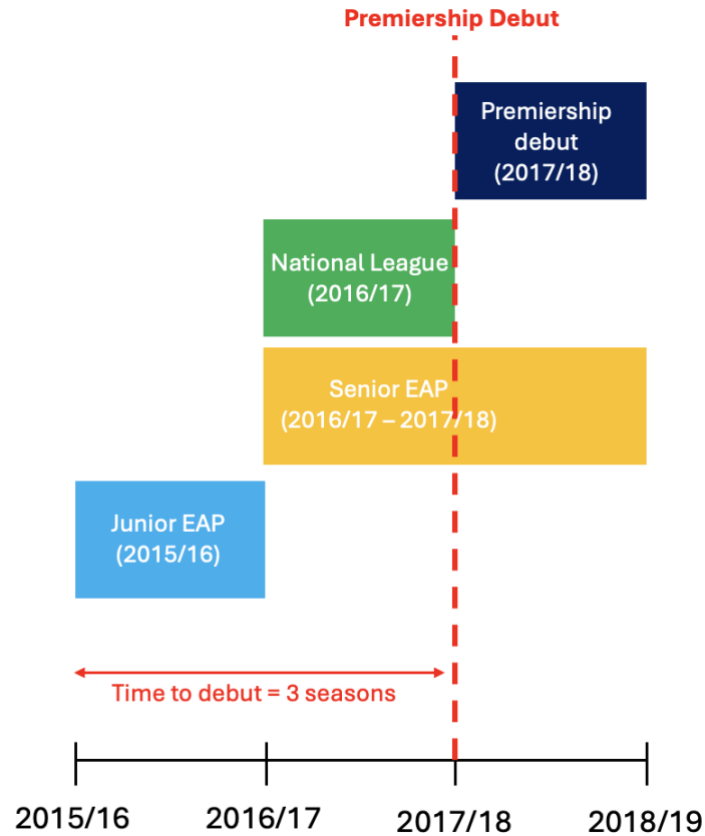 Premiership Debut
Premiership
debut
(2017/18)
National League
(2016/17)
Senior EAP
(2016/17 – 2017/18)
Junior EAP
(2015/16)
Time to debut = 3 seasons
2015/16
2016/17
2017/18
2018/19